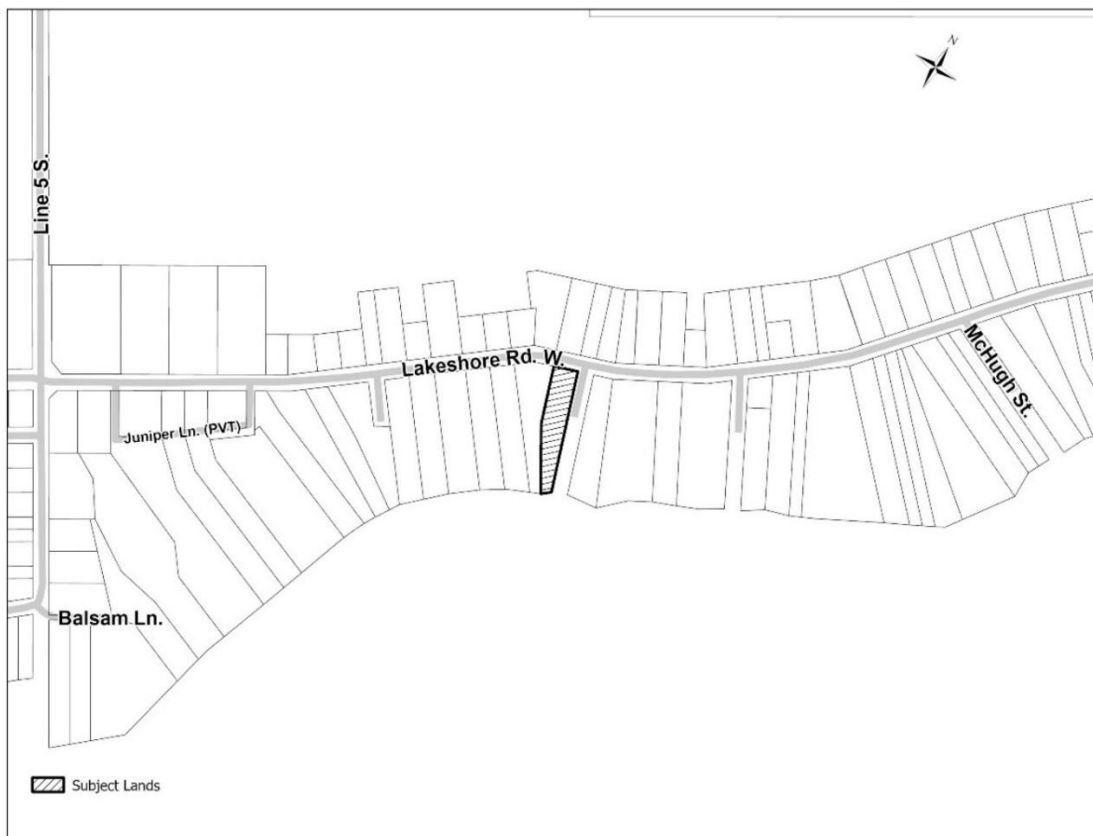 N
Line 5 S.
Lakeshore Rd. W.
McHugh St.
Juniper Ln. (PVT)
Balsam Ln.
Subject Lands